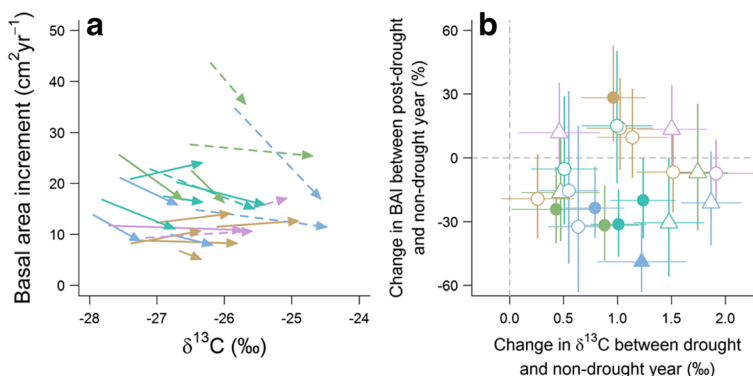 a
Basal area increment (cm²yr⁻¹)
50
40
30
20
10
0
-28
-27
-26
-25
-24
δ¹³C (‰)
b
Change in BAI between post-drought
and non-drought year (%)
60
30
0
-30
-60
0.0
0.5
1.0
1.5
2.0
Change in δ¹³C between drought
and non-drought year (‰)